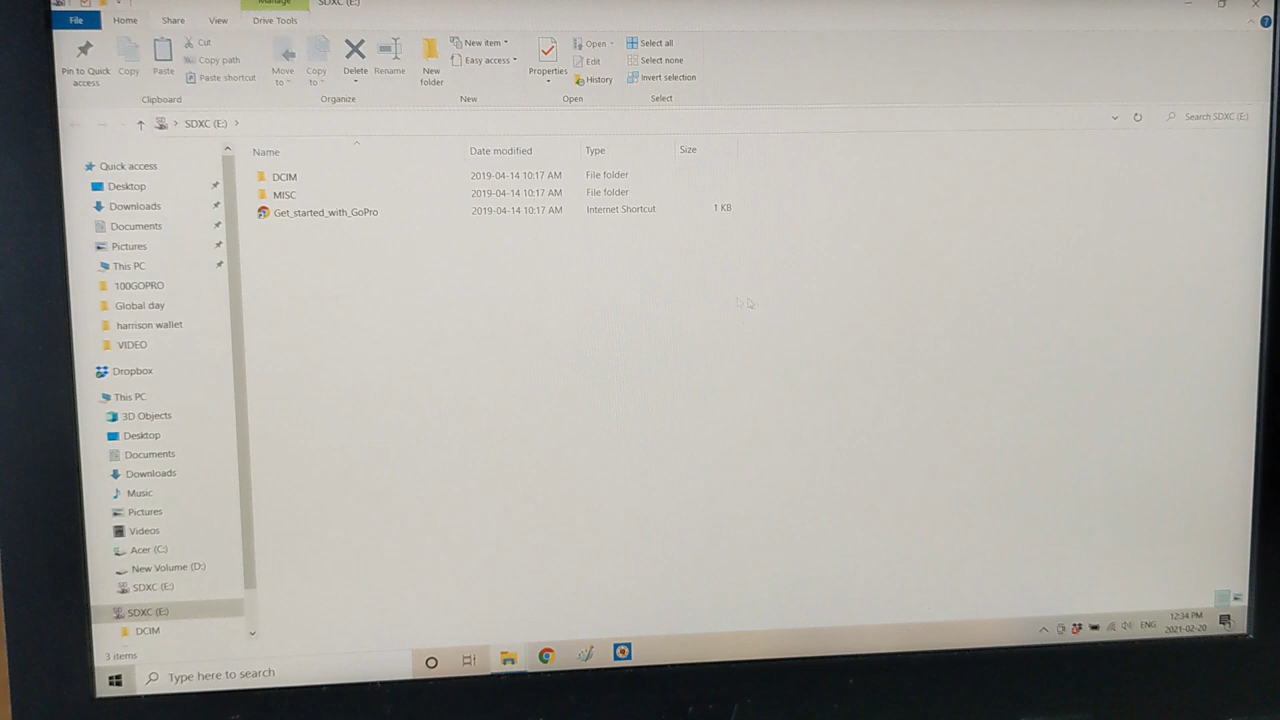 Manage SDXC (E:)
File Home Share View Drive Tools
Pin to Quick access
Copy
Paste
Cut
Copy path
Paste shortcut
Clipboard
Move to
Copy to
Delete
Rename
Organize
New folder
New item
Easy access
New
Properties
Open
Edit
History
Open
Select all
Select none
Invert selection
Select
SDXC (E:)
Search SDXC (E:)
Name Date modified Type Size
DCIM 2019-04-14 10:17 AM File folder
MISC 2019-04-14 10:17 AM File folder
Get_started_with_GoPro 2019-04-14 10:17 AM Internet Shortcut 1 KB
Quick access
Desktop
Downloads
Documents
Pictures
This PC
100GOPRO
Global day
harrison wallet
VIDEO
Dropbox
This PC
3D Objects
Desktop
Documents
Downloads
Music
Pictures
Videos
Acer (C:)
New Volume (D:)
SDXC (E:)
SDXC (E:)
DCIM
3 items
Type here to search
ENG
12:34 PM
2021-02-20